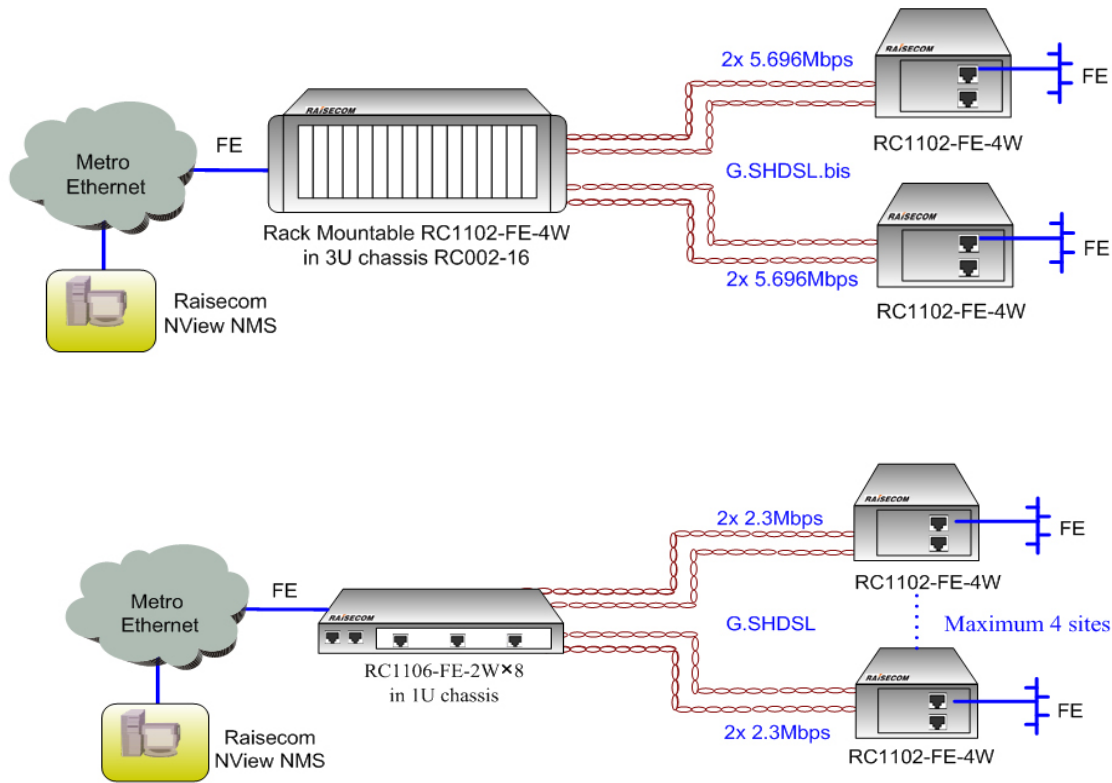 RAISECOM
2x 5.696Mbps
FE
RC1102-FE-4W
RAISECOM
FE
Metro
Ethernet
G.SHDSL.bis
RAISECOM
FE
Rack Mountable RC1102-FE-4W
in 3U chassis RC002-16
2x 5.696Mbps
RC1102-FE-4W
Raisecom
NView NMS
RAISECOM
2x 2.3Mbps
FE
RC1102-FE-4W
Metro
Ethernet
FE
RAISECOM
G.SHDSL
Maximum 4 sites
RC1106-FE-2W×8
in 1U chassis
RAISECOM
FE
2x 2.3Mbps
RC1102-FE-4W
Raisecom
NView NMS